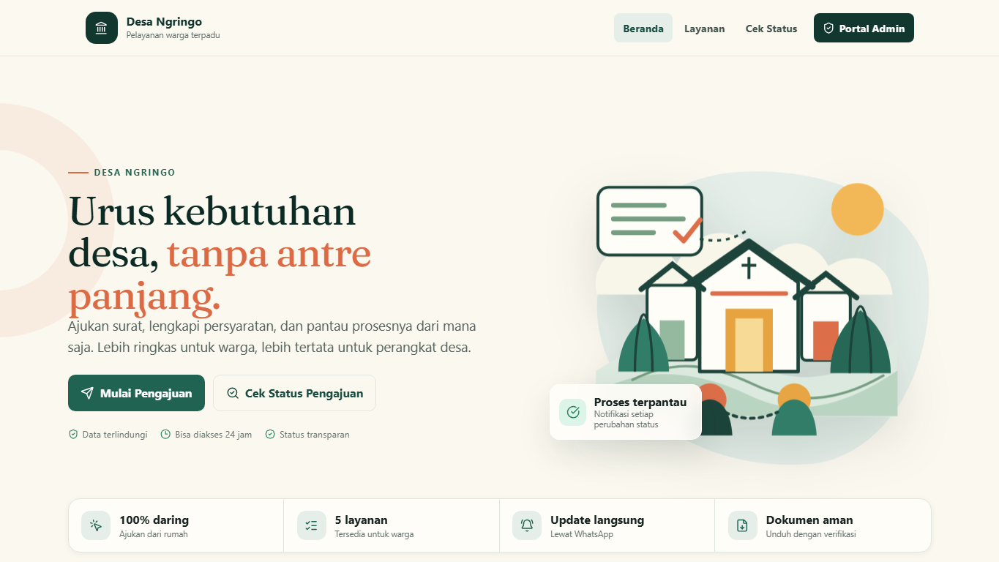 Desa Ngringo
Pelayanan warga terpadu
Beranda
Layanan
Cek Status
Portal Admin
DESA NGRINGO
Urus kebutuhan
desa, tanpa antre
panjang.
Ajukan surat, lengkapi persyaratan, dan pantau prosesnya dari mana
saja. Lebih ringkas untuk warga, lebih tertata untuk perangkat desa.
Mulai Pengajuan
Cek Status Pengajuan
Data terlindungi
Bisa diakses 24 jam
Status transparan
Proses terpantau
Notifikasi setiap
perubahan status
100% daring
Ajukan dari rumah
5 layanan
Tersedia untuk warga
Update langsung
Lewat WhatsApp
Dokumen aman
Unduh dengan verifikasi